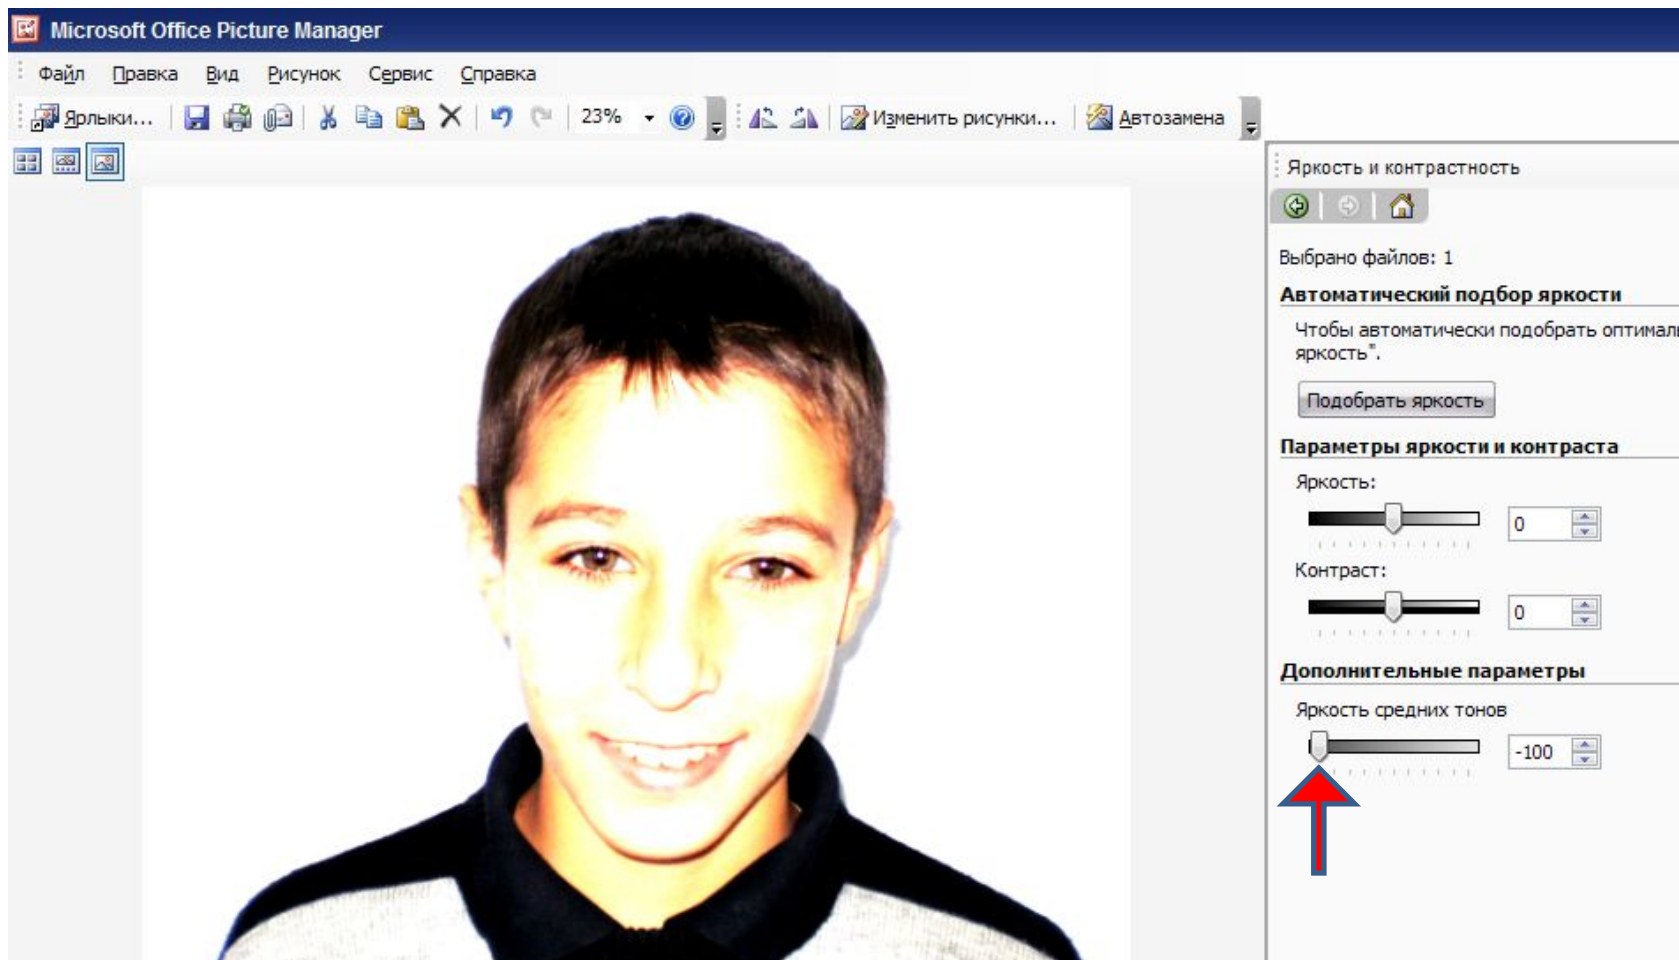 Microsoft Office Picture Manager
Файл Правка Вид Рисунок Сервис Справка
Ярлыки... 23% Изменить рисунки... Автозамена
Яркость и контрастность
Выбрано файлов: 1
Автоматический подбор яркости
Чтобы автоматически подобрать оптимал
яркость".
Подобрать яркость
Параметры яркости и контраста
Яркость:
0
Контраст:
0
Дополнительные параметры
Яркость средних тонов
-100